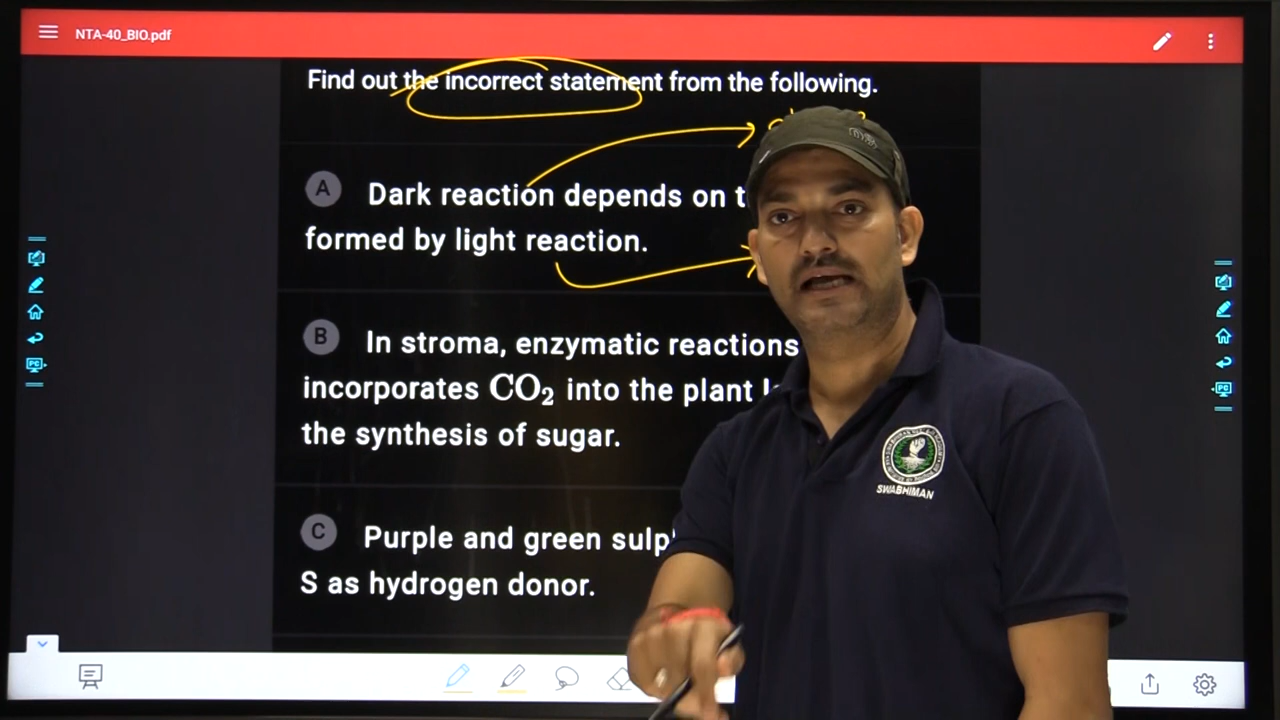 NTA-40_BIO.pdf
Find out the incorrect statement from the following.
A Dark reaction depends on
formed by light reaction.
B In stroma, enzymatic reactions
incorporates CO₂ into the plant
the synthesis of sugar.
C Purple and green
S as hydrogen donor.
SWABHIMAN
PC
PC